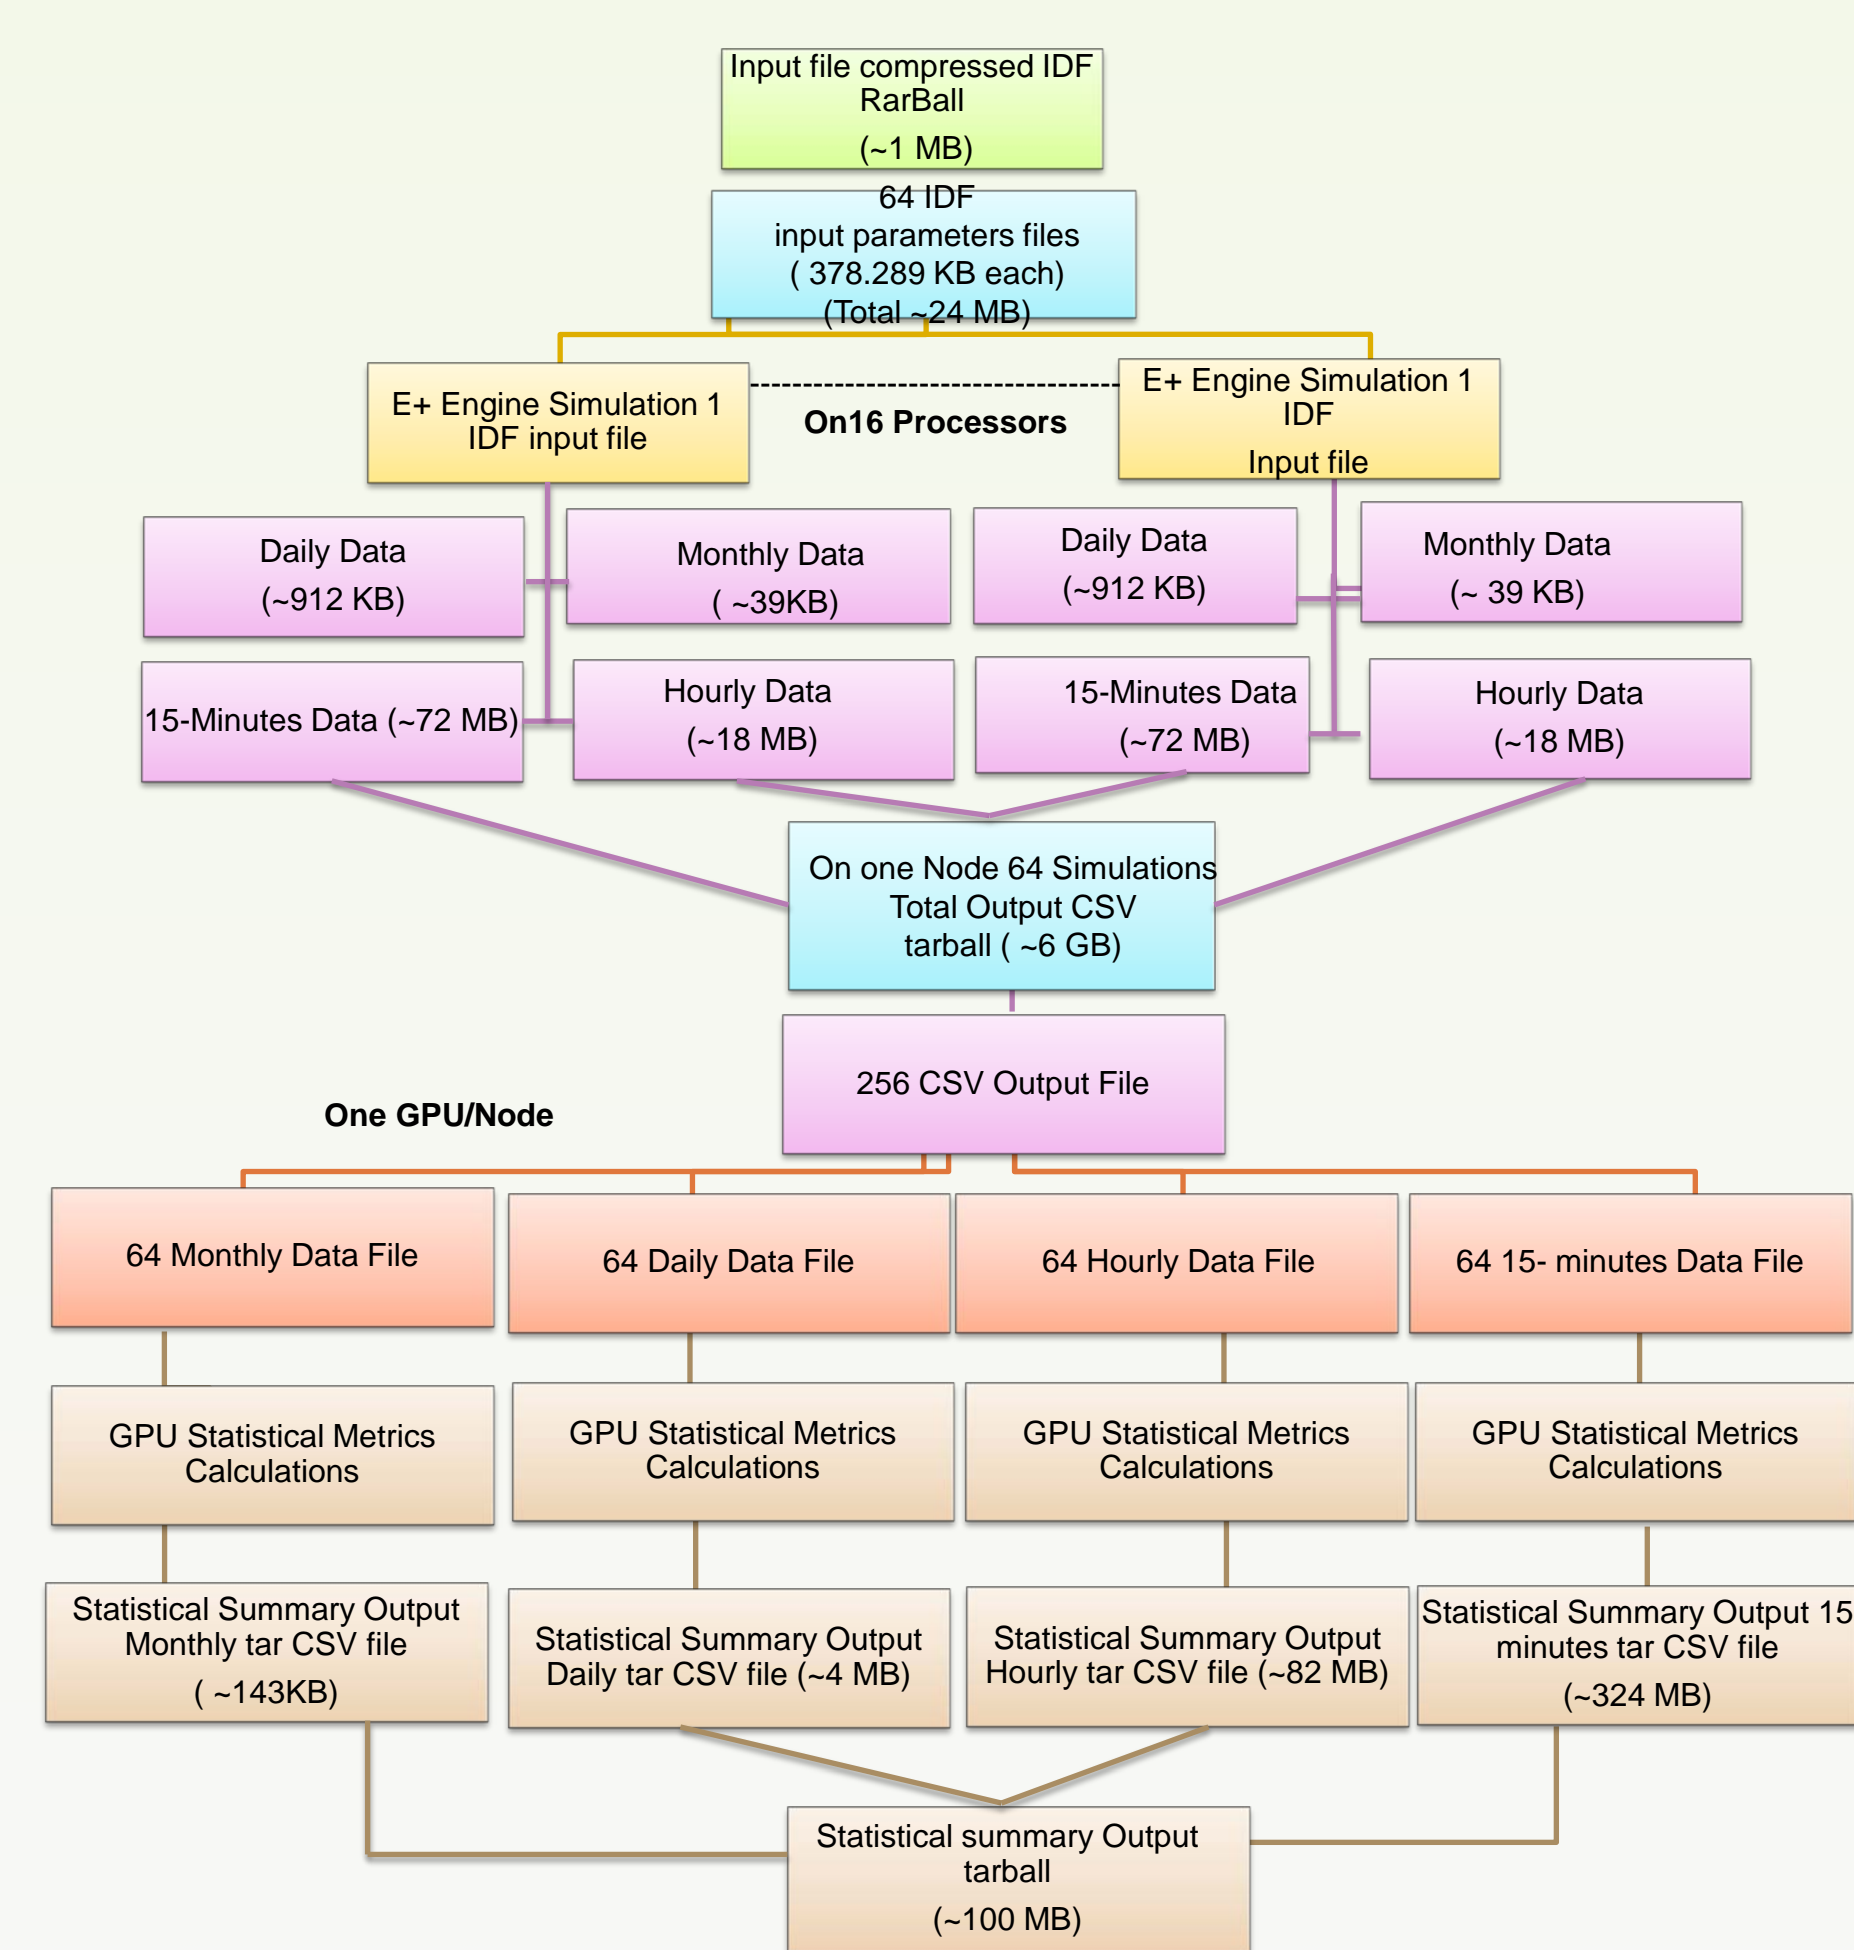 Input file compressed IDF
RarBall
(~1 MB)
64 IDF
input parameters files
( 378.289 KB each)
(Total ~24 MB)
E+ Engine Simulation 1
IDF input file
On16 Processors
E+ Engine Simulation 1
IDF
Input file
Daily Data
(~912 KB)
Monthly Data
( ~39KB)
Daily Data
(~912 KB)
Monthly Data
(~ 39 KB)
15-Minutes Data (~72 MB)
Hourly Data
(~18 MB)
15-Minutes Data
(~72 MB)
Hourly Data
(~18 MB)
On one Node 64 Simulations
Total Output CSV
tarball ( ~6 GB)
256 CSV Output File
One GPU/Node
64 Monthly Data File
64 Daily Data File
64 Hourly Data File
64 15- minutes Data File
GPU Statistical Metrics
Calculations
GPU Statistical Metrics
Calculations
GPU Statistical Metrics
Calculations
GPU Statistical Metrics
Calculations
Statistical Summary Output
Monthly tar CSV file
( ~143KB)
Statistical Summary Output
Daily tar CSV file (~4 MB)
Statistical Summary Output
Hourly tar CSV file (~82 MB)
Statistical Summary Output 15
minutes tar CSV file
(~324 MB)
Statistical summary Output
tarball
(~100 MB)